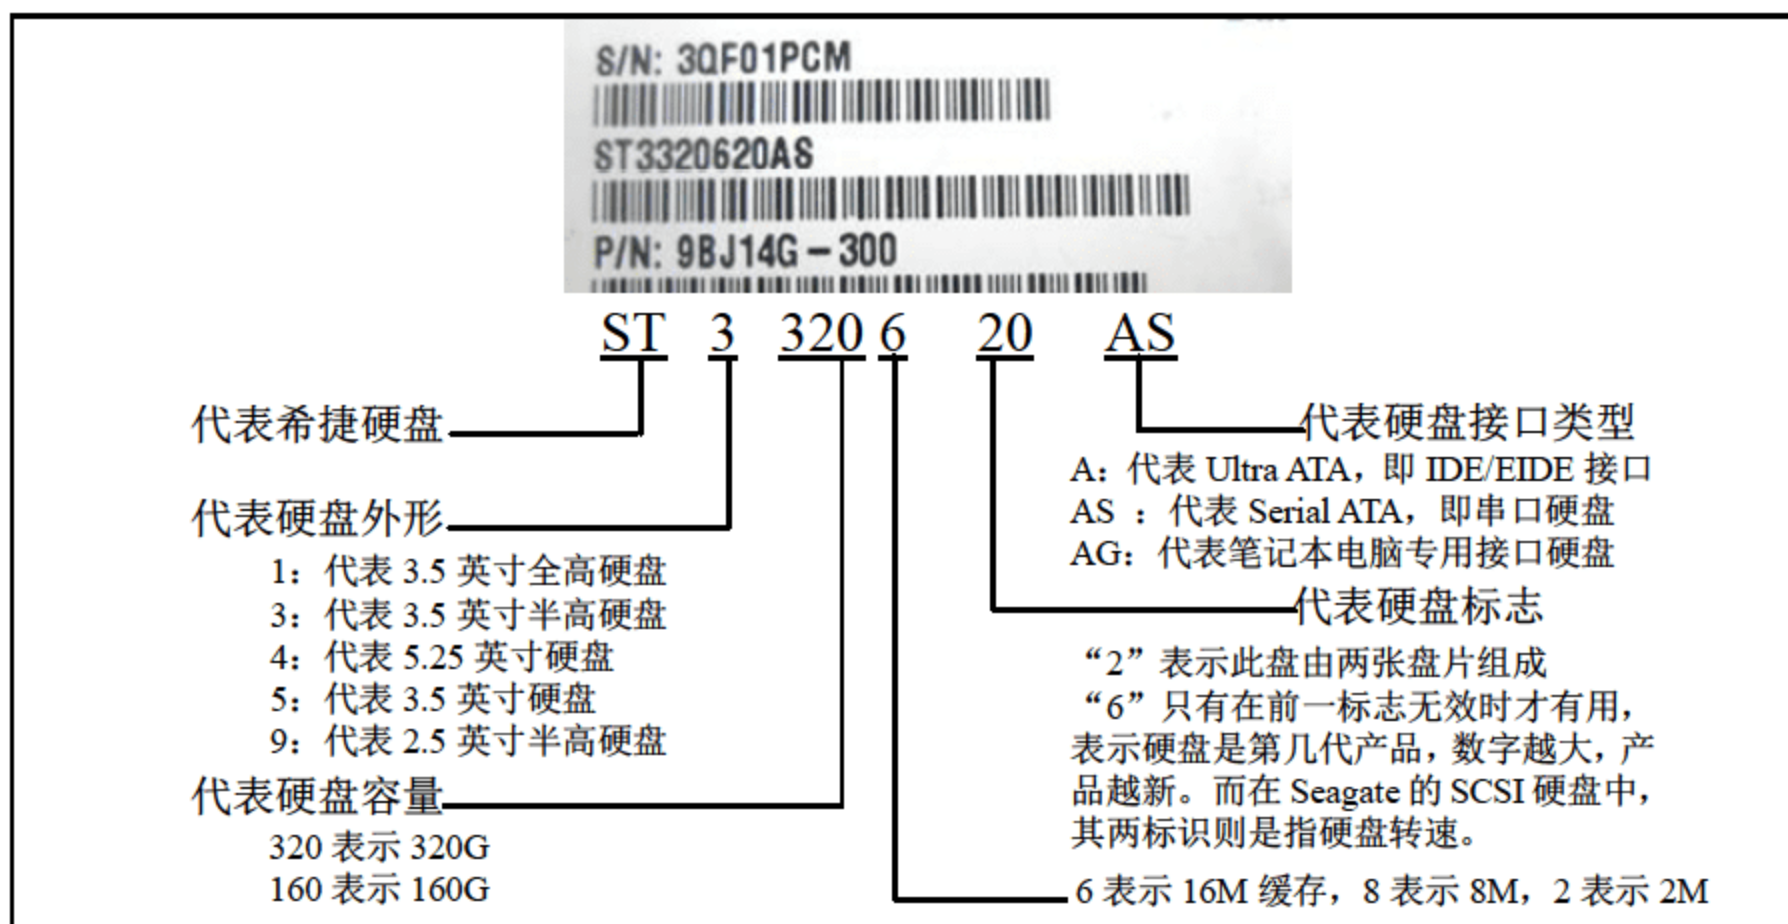 S/N: 3QF01PCM
ST3320620AS
P/N: 9BJ14G-300
ST 3 320 6 20 AS
代表希捷硬盘
代表硬盘外形
1：代表 3.5 英寸全高硬盘
3：代表 3.5 英寸半高硬盘
4：代表 5.25 英寸硬盘
5：代表 3.5 英寸硬盘
9：代表 2.5 英寸半高硬盘
代表硬盘容量
320 表示 320G
160 表示 160G
代表硬盘接口类型
A：代表 Ultra ATA，即 IDE/EIDE 接口
AS ：代表 Serial ATA，即串口硬盘
AG：代表笔记本电脑专用接口硬盘
代表硬盘标志
“2”表示此盘由两张盘片组成
“6”只有在前一标志无效时才有用，
表示硬盘是第几代产品，数字越大，产
品越新。而在 Seagate 的 SCSI 硬盘中，
其两标识则是指硬盘转速。
6 表示 16M 缓存，8 表示 8M，2 表示 2M